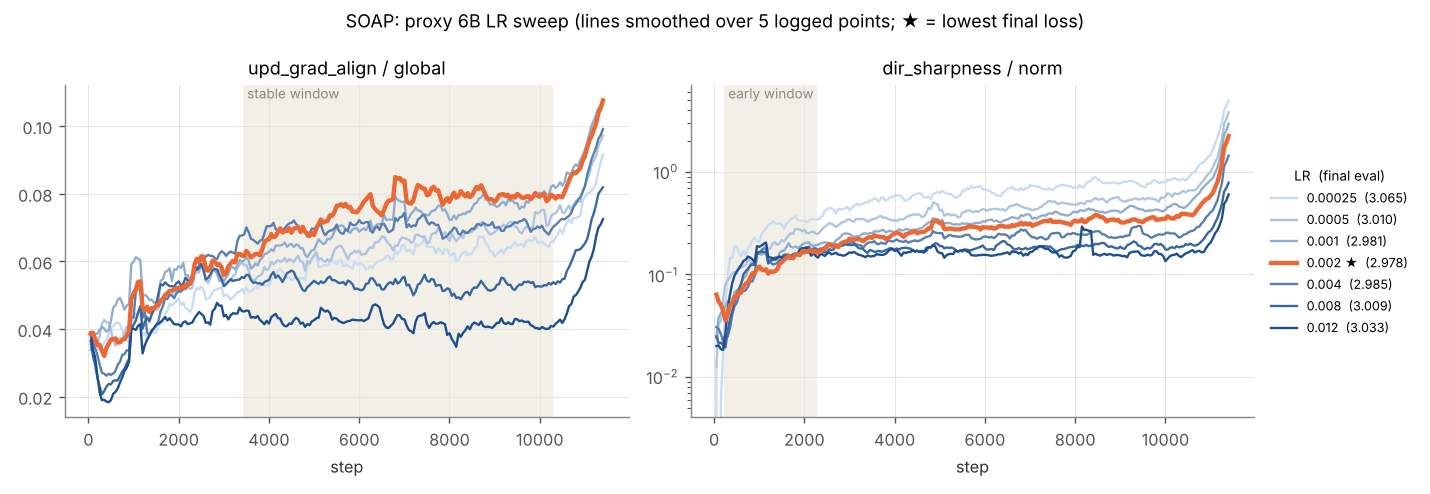 SOAP: proxy 6B LR sweep (lines smoothed over 5 logged points; ★ = lowest final loss)
upd_grad_align / global
stable window
0.10
0.08
0.06
0.04
0.02
0 2000 4000 6000 8000 10000
step
dir_sharpness / norm
early window
10⁰
10⁻¹
10⁻²
0 2000 4000 6000 8000 10000
step
LR (final eval)
0.00025 (3.065)
0.0005 (3.010)
0.001 (2.981)
0.002 ★ (2.978)
0.004 (2.985)
0.008 (3.009)
0.012 (3.033)